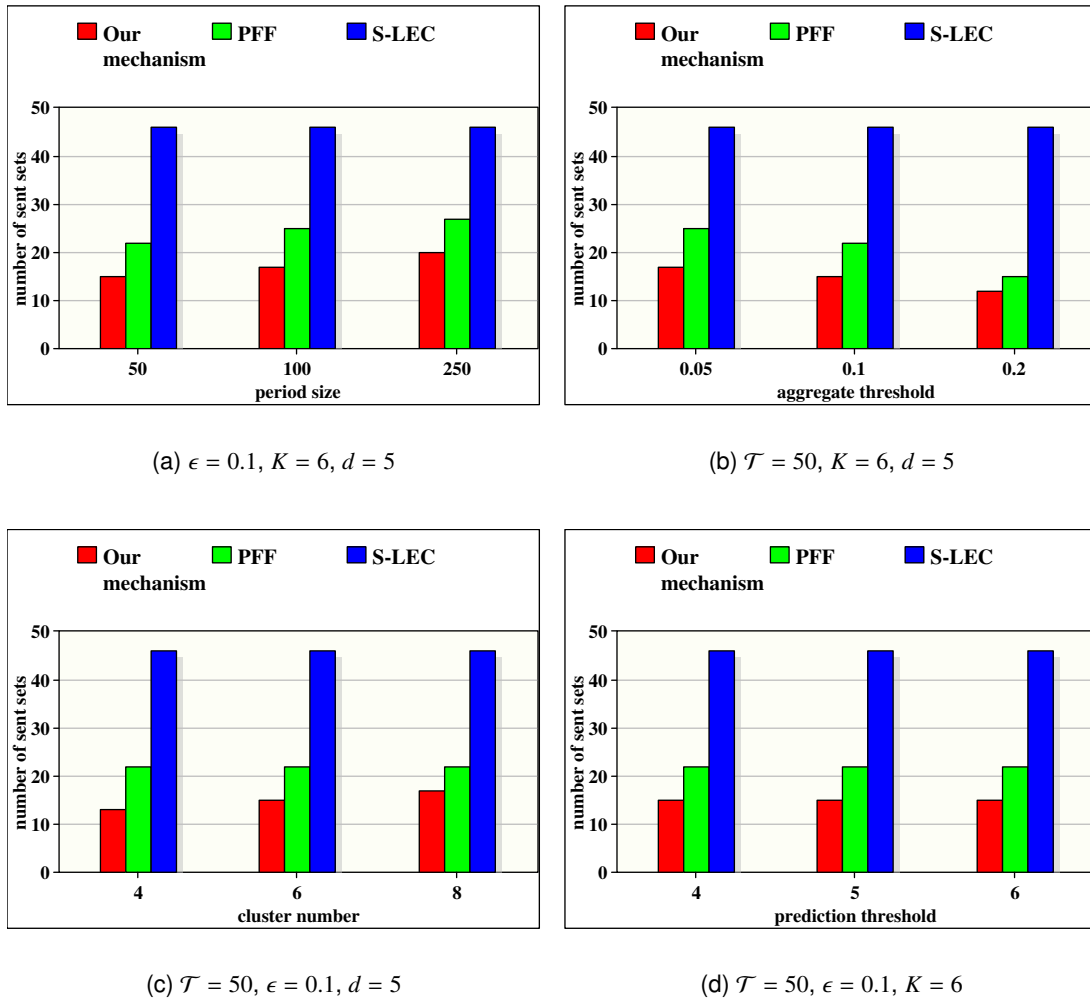 Our mechanism PFF S-LEC
number of sent sets
50
40
30
20
10
0
50 100 250
period size
(a) ϵ = 0.1, K = 6, d = 5
Our mechanism PFF S-LEC
number of sent sets
50
40
30
20
10
0
0.05 0.1 0.2
aggregate threshold
(b) 𝒯 = 50, K = 6, d = 5
Our mechanism PFF S-LEC
number of sent sets
50
40
30
20
10
0
4 6 8
cluster number
(c) 𝒯 = 50, ϵ = 0.1, d = 5
Our mechanism PFF S-LEC
number of sent sets
50
40
30
20
10
0
4 5 6
prediction threshold
(d) 𝒯 = 50, ϵ = 0.1, K = 6